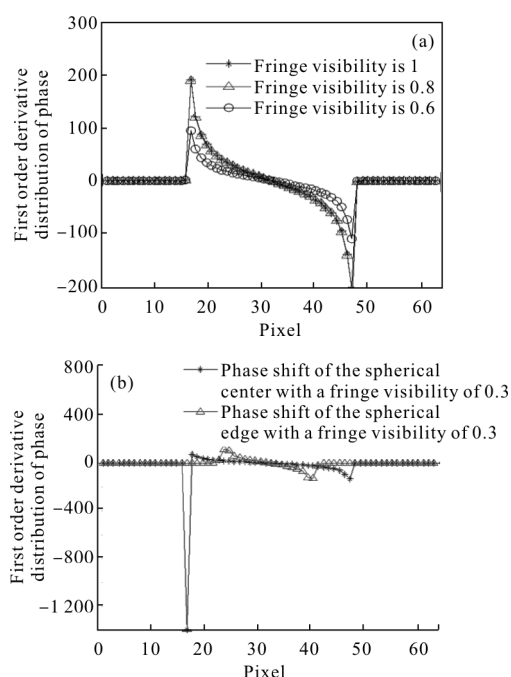 300
(a)
Fringe visibility is 1
Fringe visibility is 0.8
Fringe visibility is 0.6
200
100
0
−100
−200
First order derivative
distribution of phase
0 10 20 30 40 50 60
Pixel
800
(b)
Phase shift of the spherical
center with a fringe visibility of 0.3
Phase shift of the spherical
edge with a fringe visibility of 0.3
400
0
−400
−800
−1 200
First order derivative
distribution of phase
0 10 20 30 40 50 60
Pixel